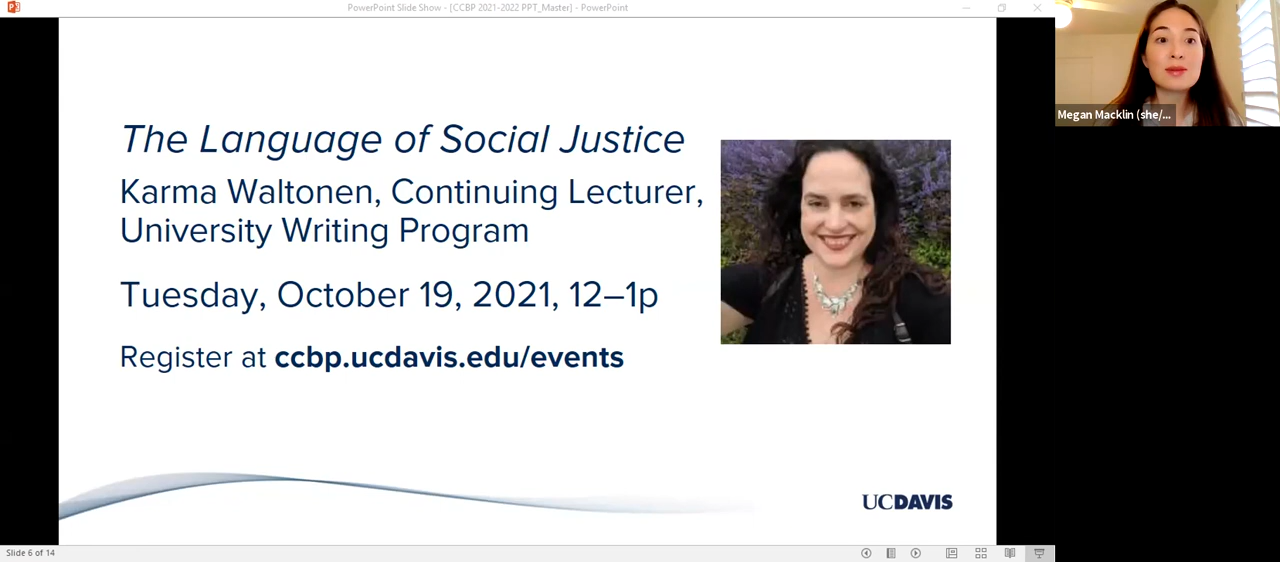 PowerPoint Slide Show - [CCBP 2021-2022 PPT_Master] - PowerPoint
Megan Macklin (she/...
The Language of Social Justice
Karma Waltonen, Continuing Lecturer,
University Writing Program
Tuesday, October 19, 2021, 12–1p
Register at ccbp.ucdavis.edu/events
UCDAVIS
Slide 6 of 14